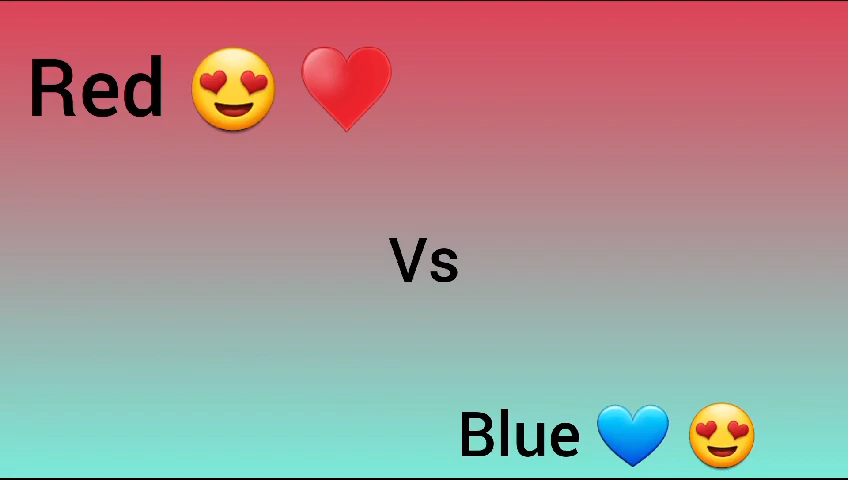 Red 😍 ♥️
Vs
Blue 💙 😍